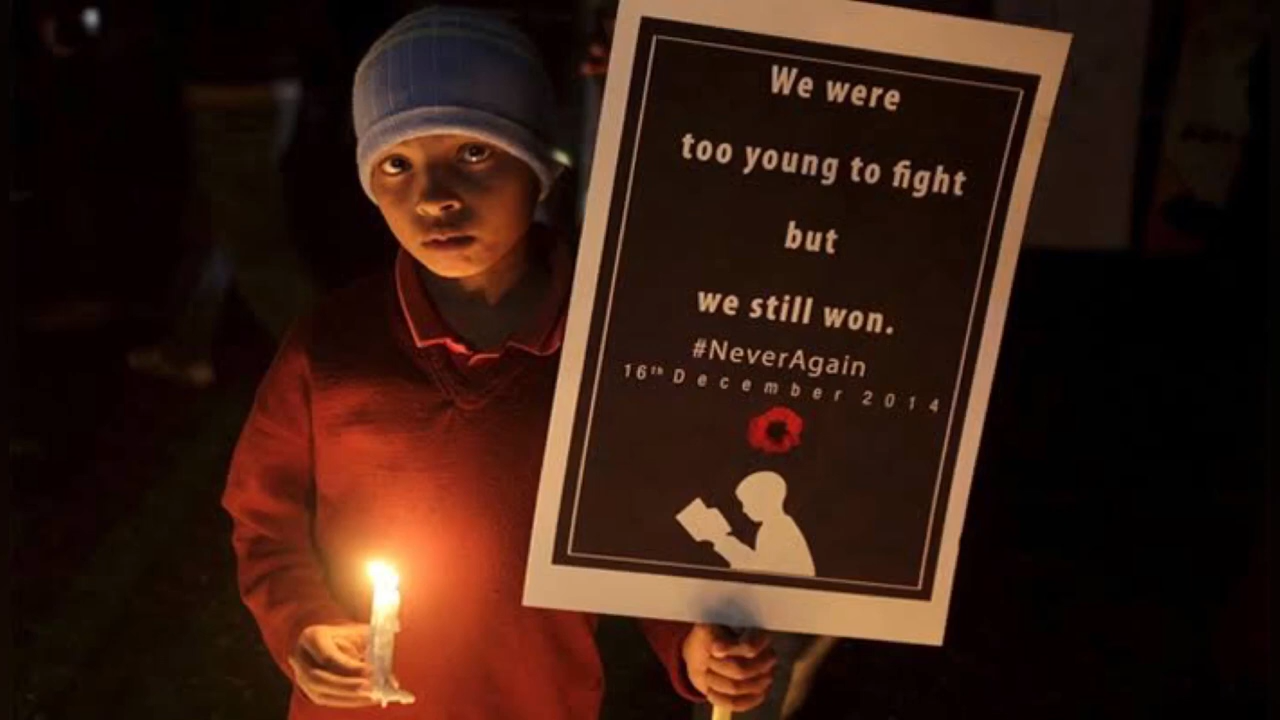 We were
too young to fight
but
we still won.
#NeverAgain
16th December 2014